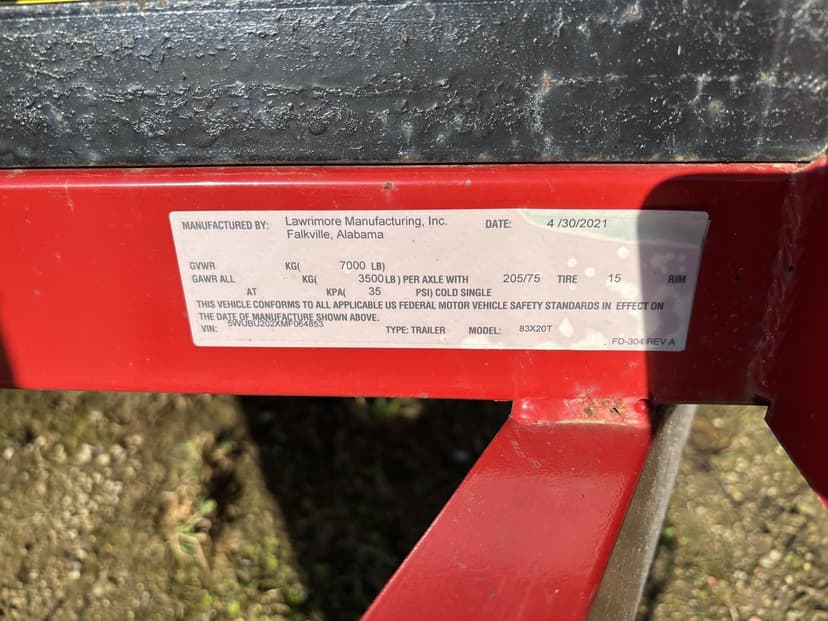 MANUFACTURED BY: Lawrimore Manufacturing, Inc. DATE: 4 /30/2021
Falkville, Alabama
GVWR KG( 7000 LB)
GAWR ALL KG( 3500LB) PER AXLE WITH 205/75 TIRE 15 RIM
AT KPA( 35 PSI) COLD SINGLE
THIS VEHICLE CONFORMS TO ALL APPLICABLE US FEDERAL MOTOR VEHICLE SAFETY STANDARDS IN EFFECT ON
THE DATE OF MANUFACTURE SHOWN ABOVE.
VIN: 5WUBU202XMF064853 TYPE: TRAILER MODEL: 83X20T
FD-304 REV A